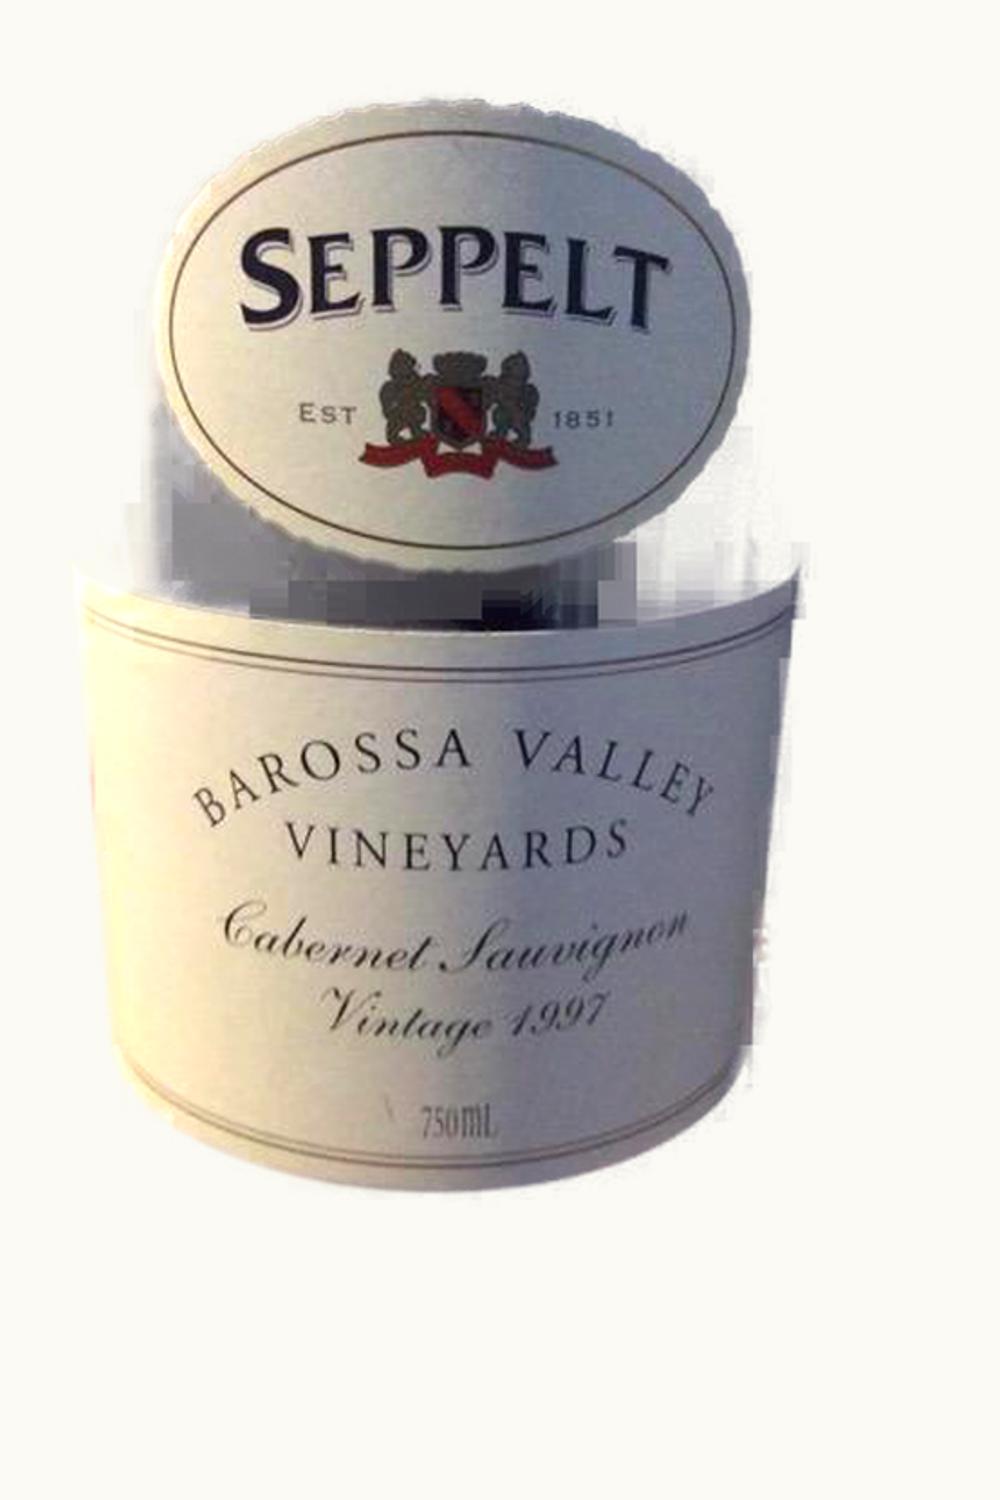 SEPPELT
EST 1851
BAROSSA VALLEY
VINEYARDS
Cabernet Sauvignon
Vintage 1997
750mL